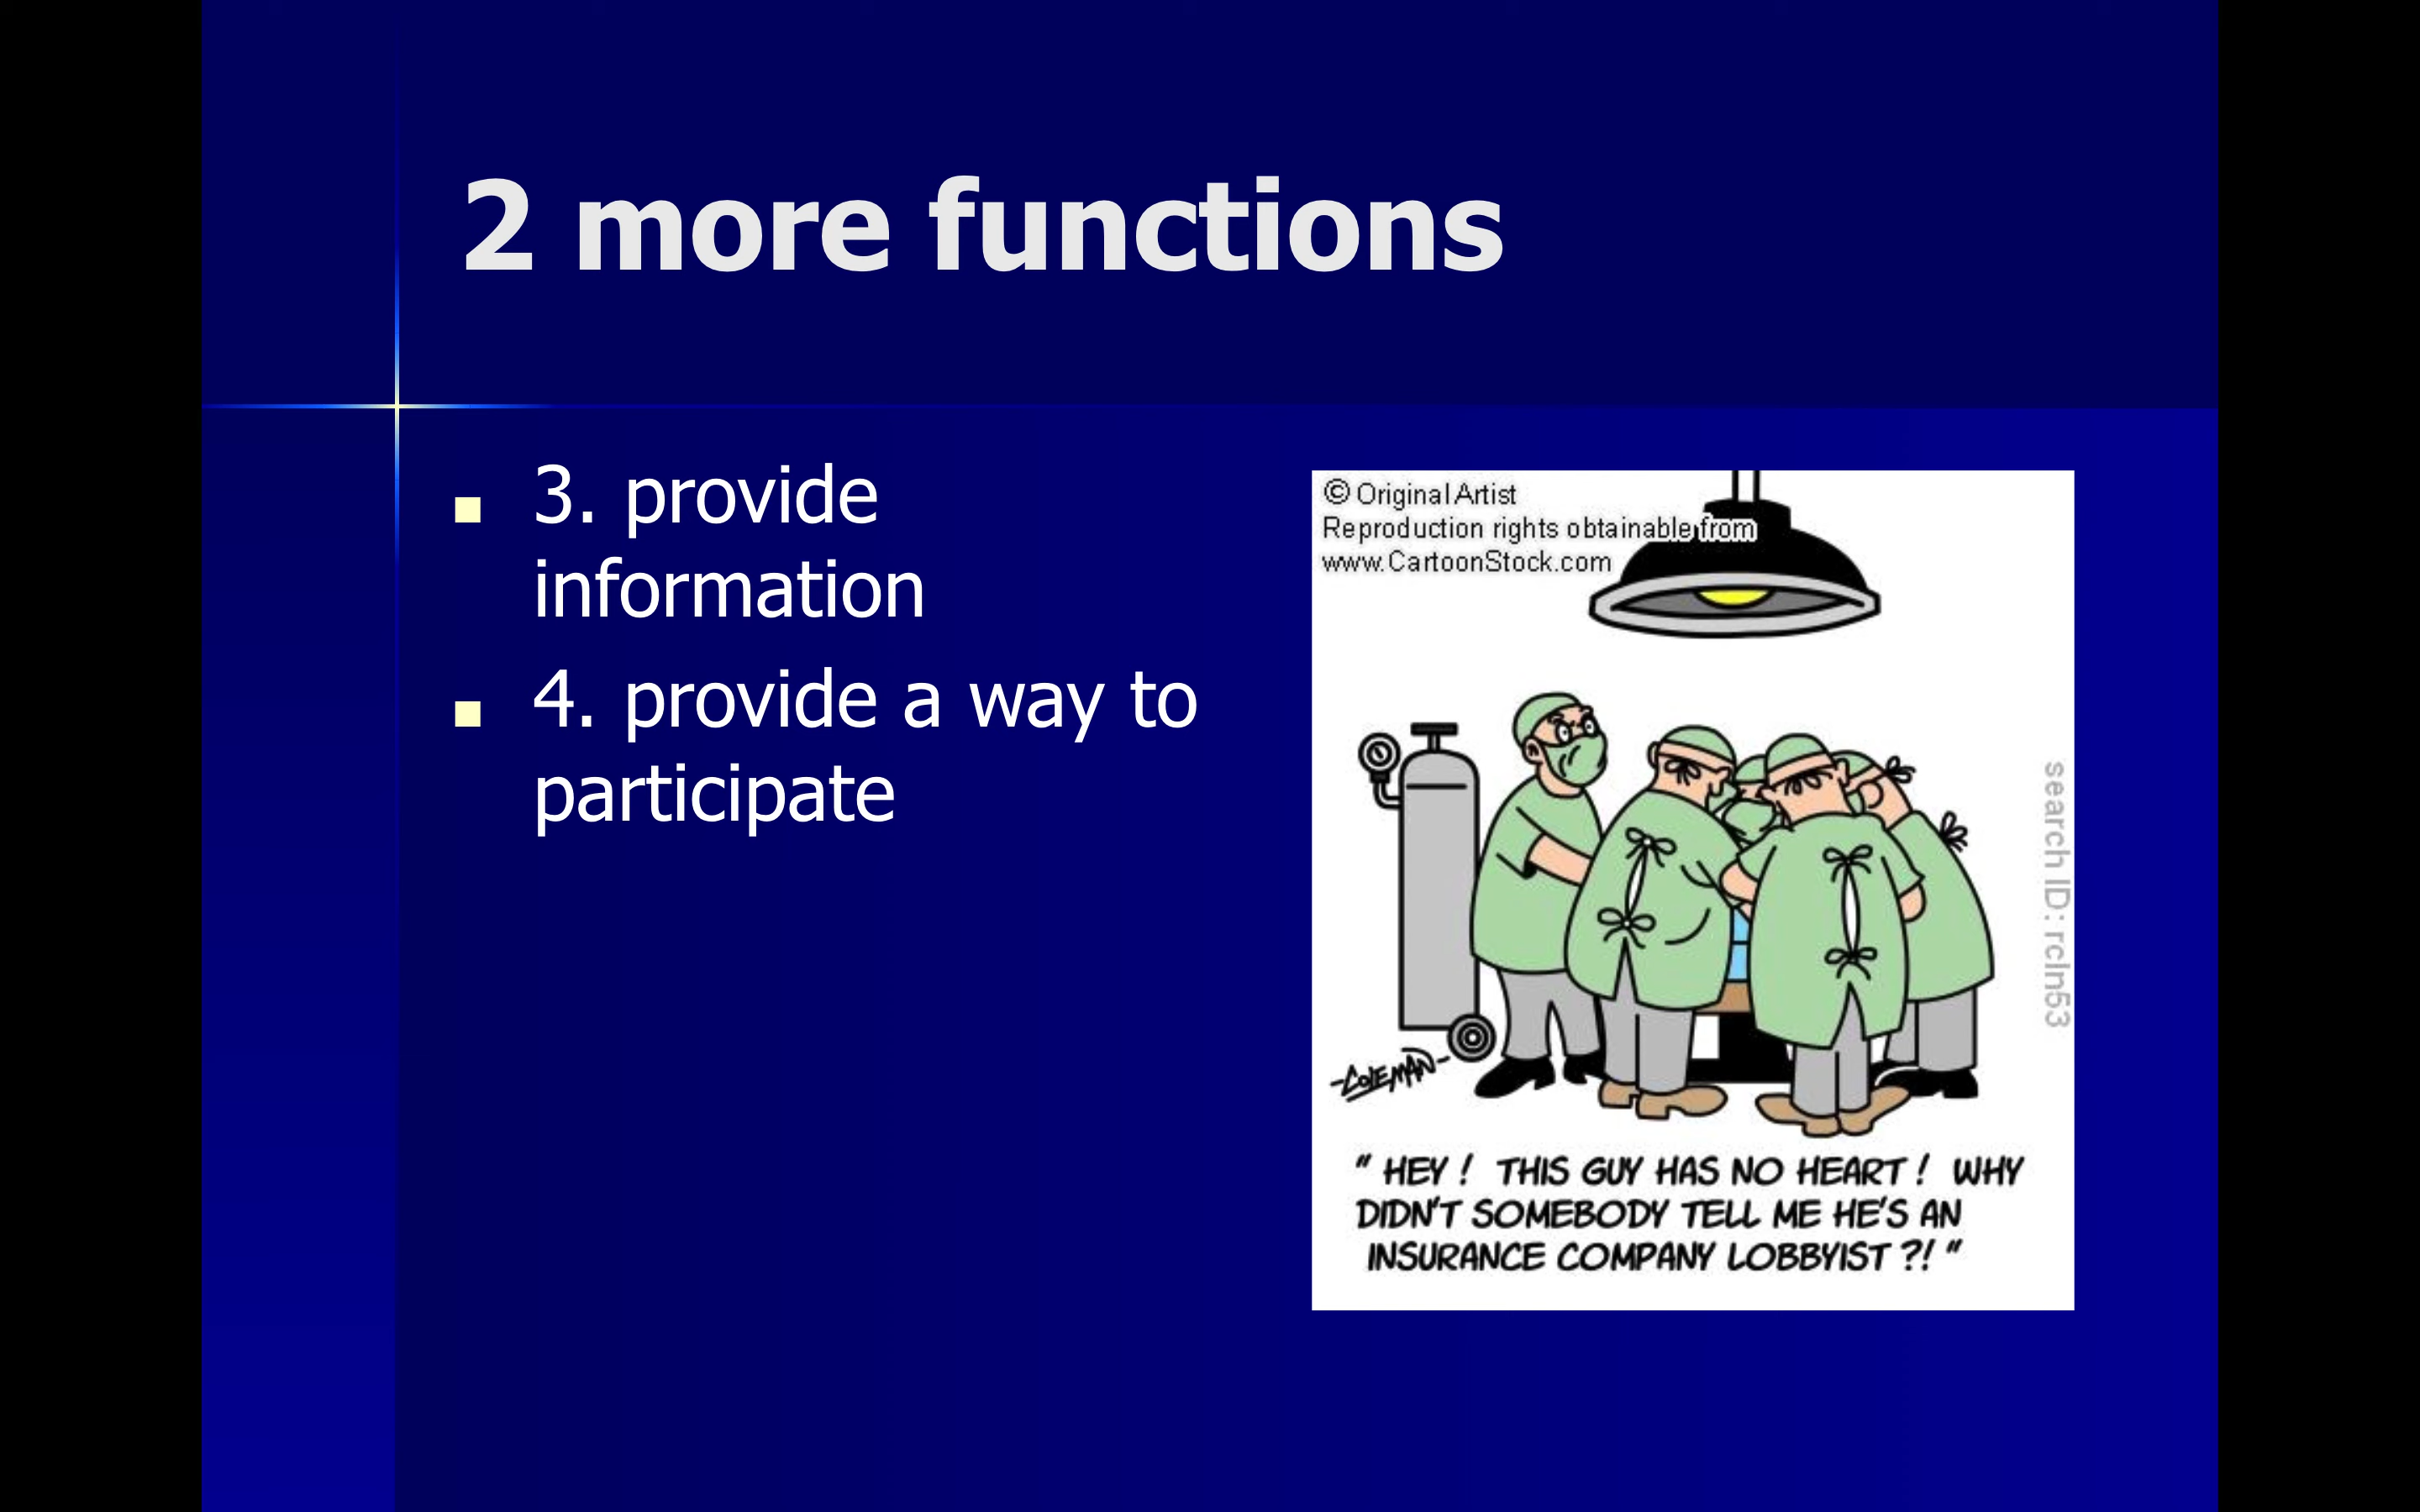 2 more functions
3. provide
information
4. provide a way to
participate
© Original Artist
Reproduction rights obtainable from
www.CartoonStock.com
search ID: rcln53
-COLEMAN-
" HEY ! THIS GUY HAS NO HEART ! WHY
DIDN'T SOMEBODY TELL ME HE'S AN
INSURANCE COMPANY LOBBYIST ?! "